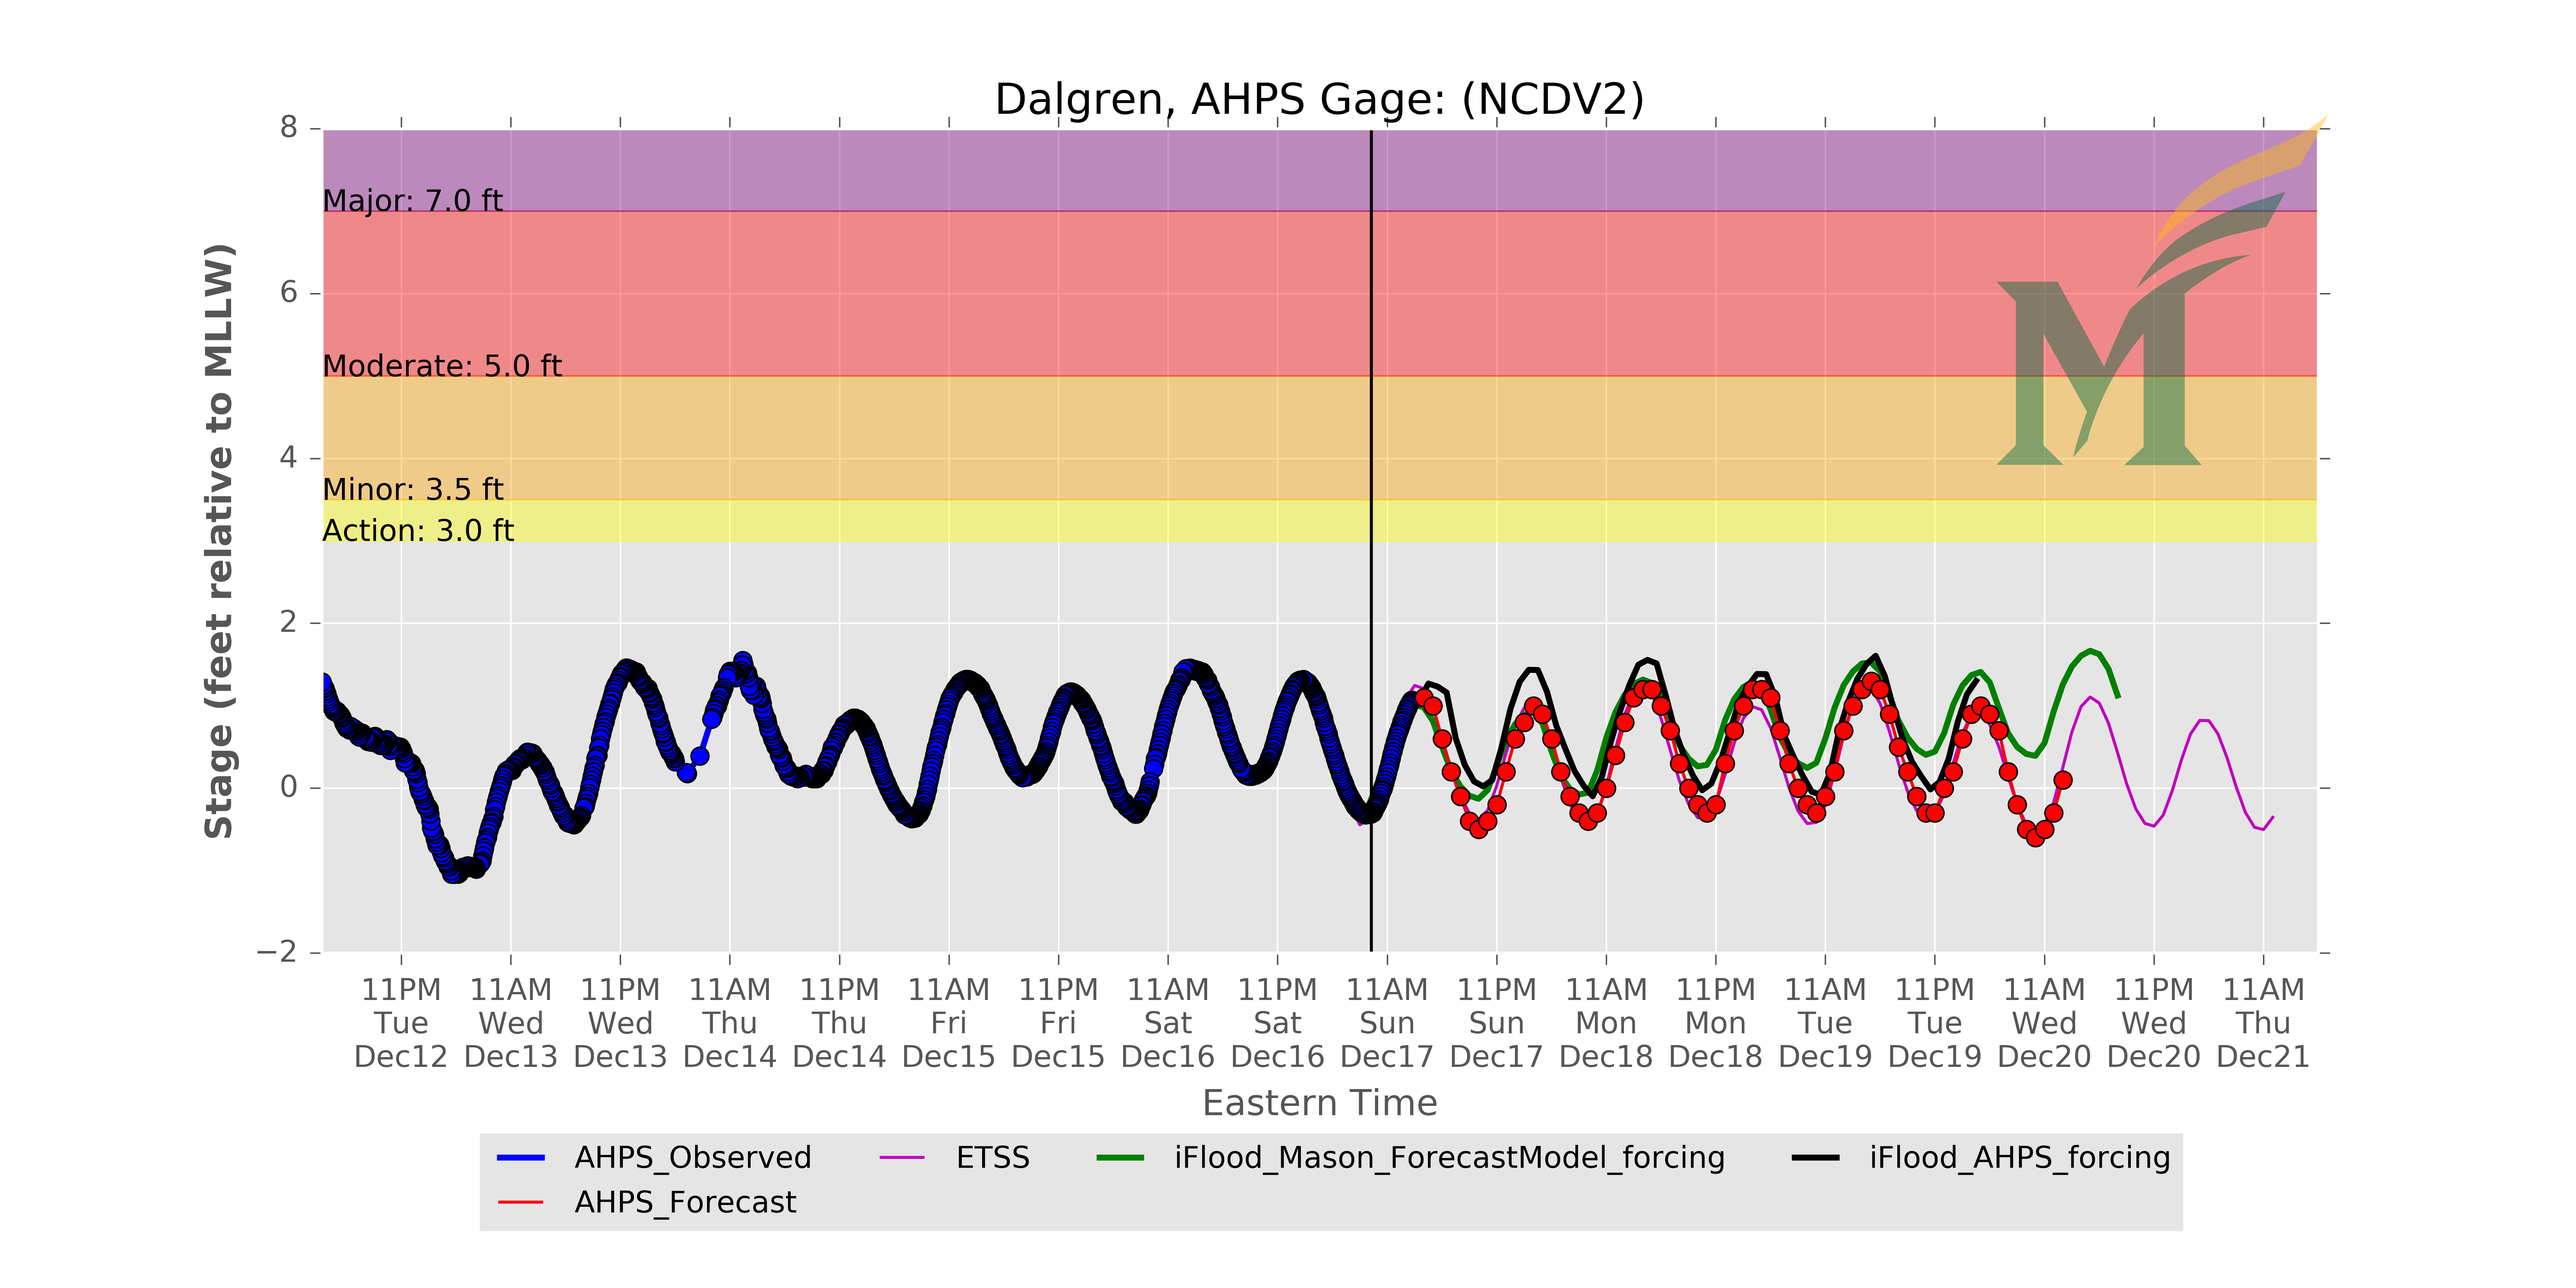 Dalgren, AHPS Gage: (NCDV2)
8
6
4
2
0
−2
Stage (feet relative to MLLW)
Major: 7.0 ft
Moderate: 5.0 ft
Minor: 3.5 ft
Action: 3.0 ft
M
11PM 11AM 11PM 11AM 11PM 11AM 11PM 11AM 11PM 11AM 11PM 11AM 11PM 11AM 11PM 11AM 11PM 11AM
Tue Wed Wed Thu Thu Fri Fri Sat Sat Sun Sun Mon Mon Tue Tue Wed Wed Thu
Dec12 Dec13 Dec13 Dec14 Dec14 Dec15 Dec15 Dec16 Dec16 Dec17 Dec17 Dec18 Dec18 Dec19 Dec19 Dec20 Dec20 Dec21
Eastern Time
AHPS_Observed ETSS iFlood_Mason_ForecastModel_forcing iFlood_AHPS_forcing
AHPS_Forecast